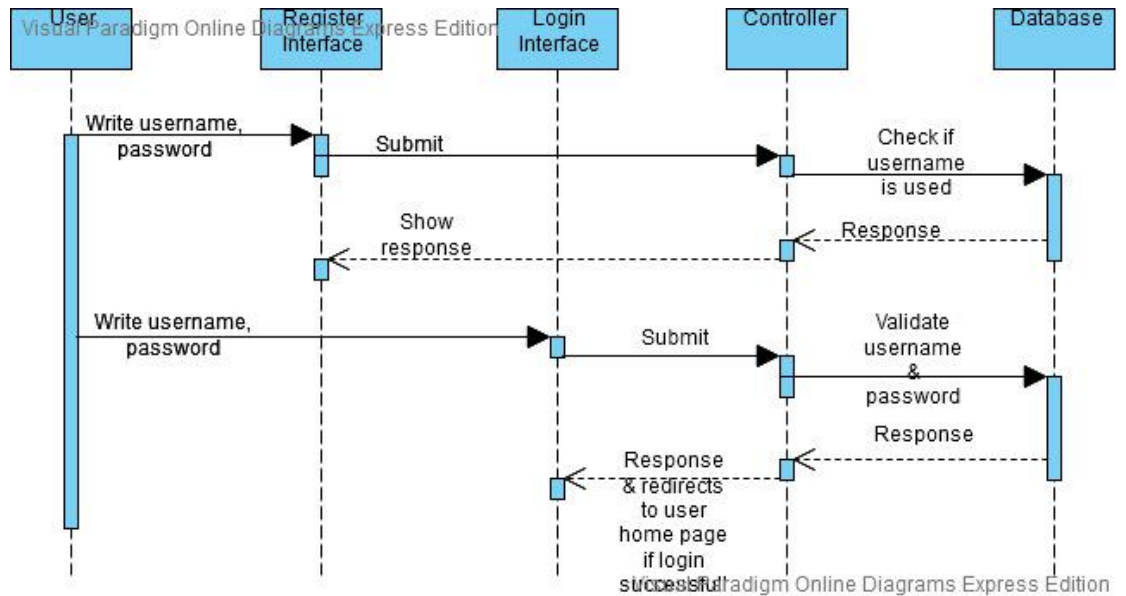 User
Register
Interface
Login
Interface
Controller
Database
Visual Paradigm Online Diagrams Express Edition
Write username,
password
Submit
Check if
username
is used
Response
Show
response
Write username,
password
Submit
Validate
username
&
password
Response
Response
& redirects
to user
home page
if login
successfull
Visual Paradigm Online Diagrams Express Edition